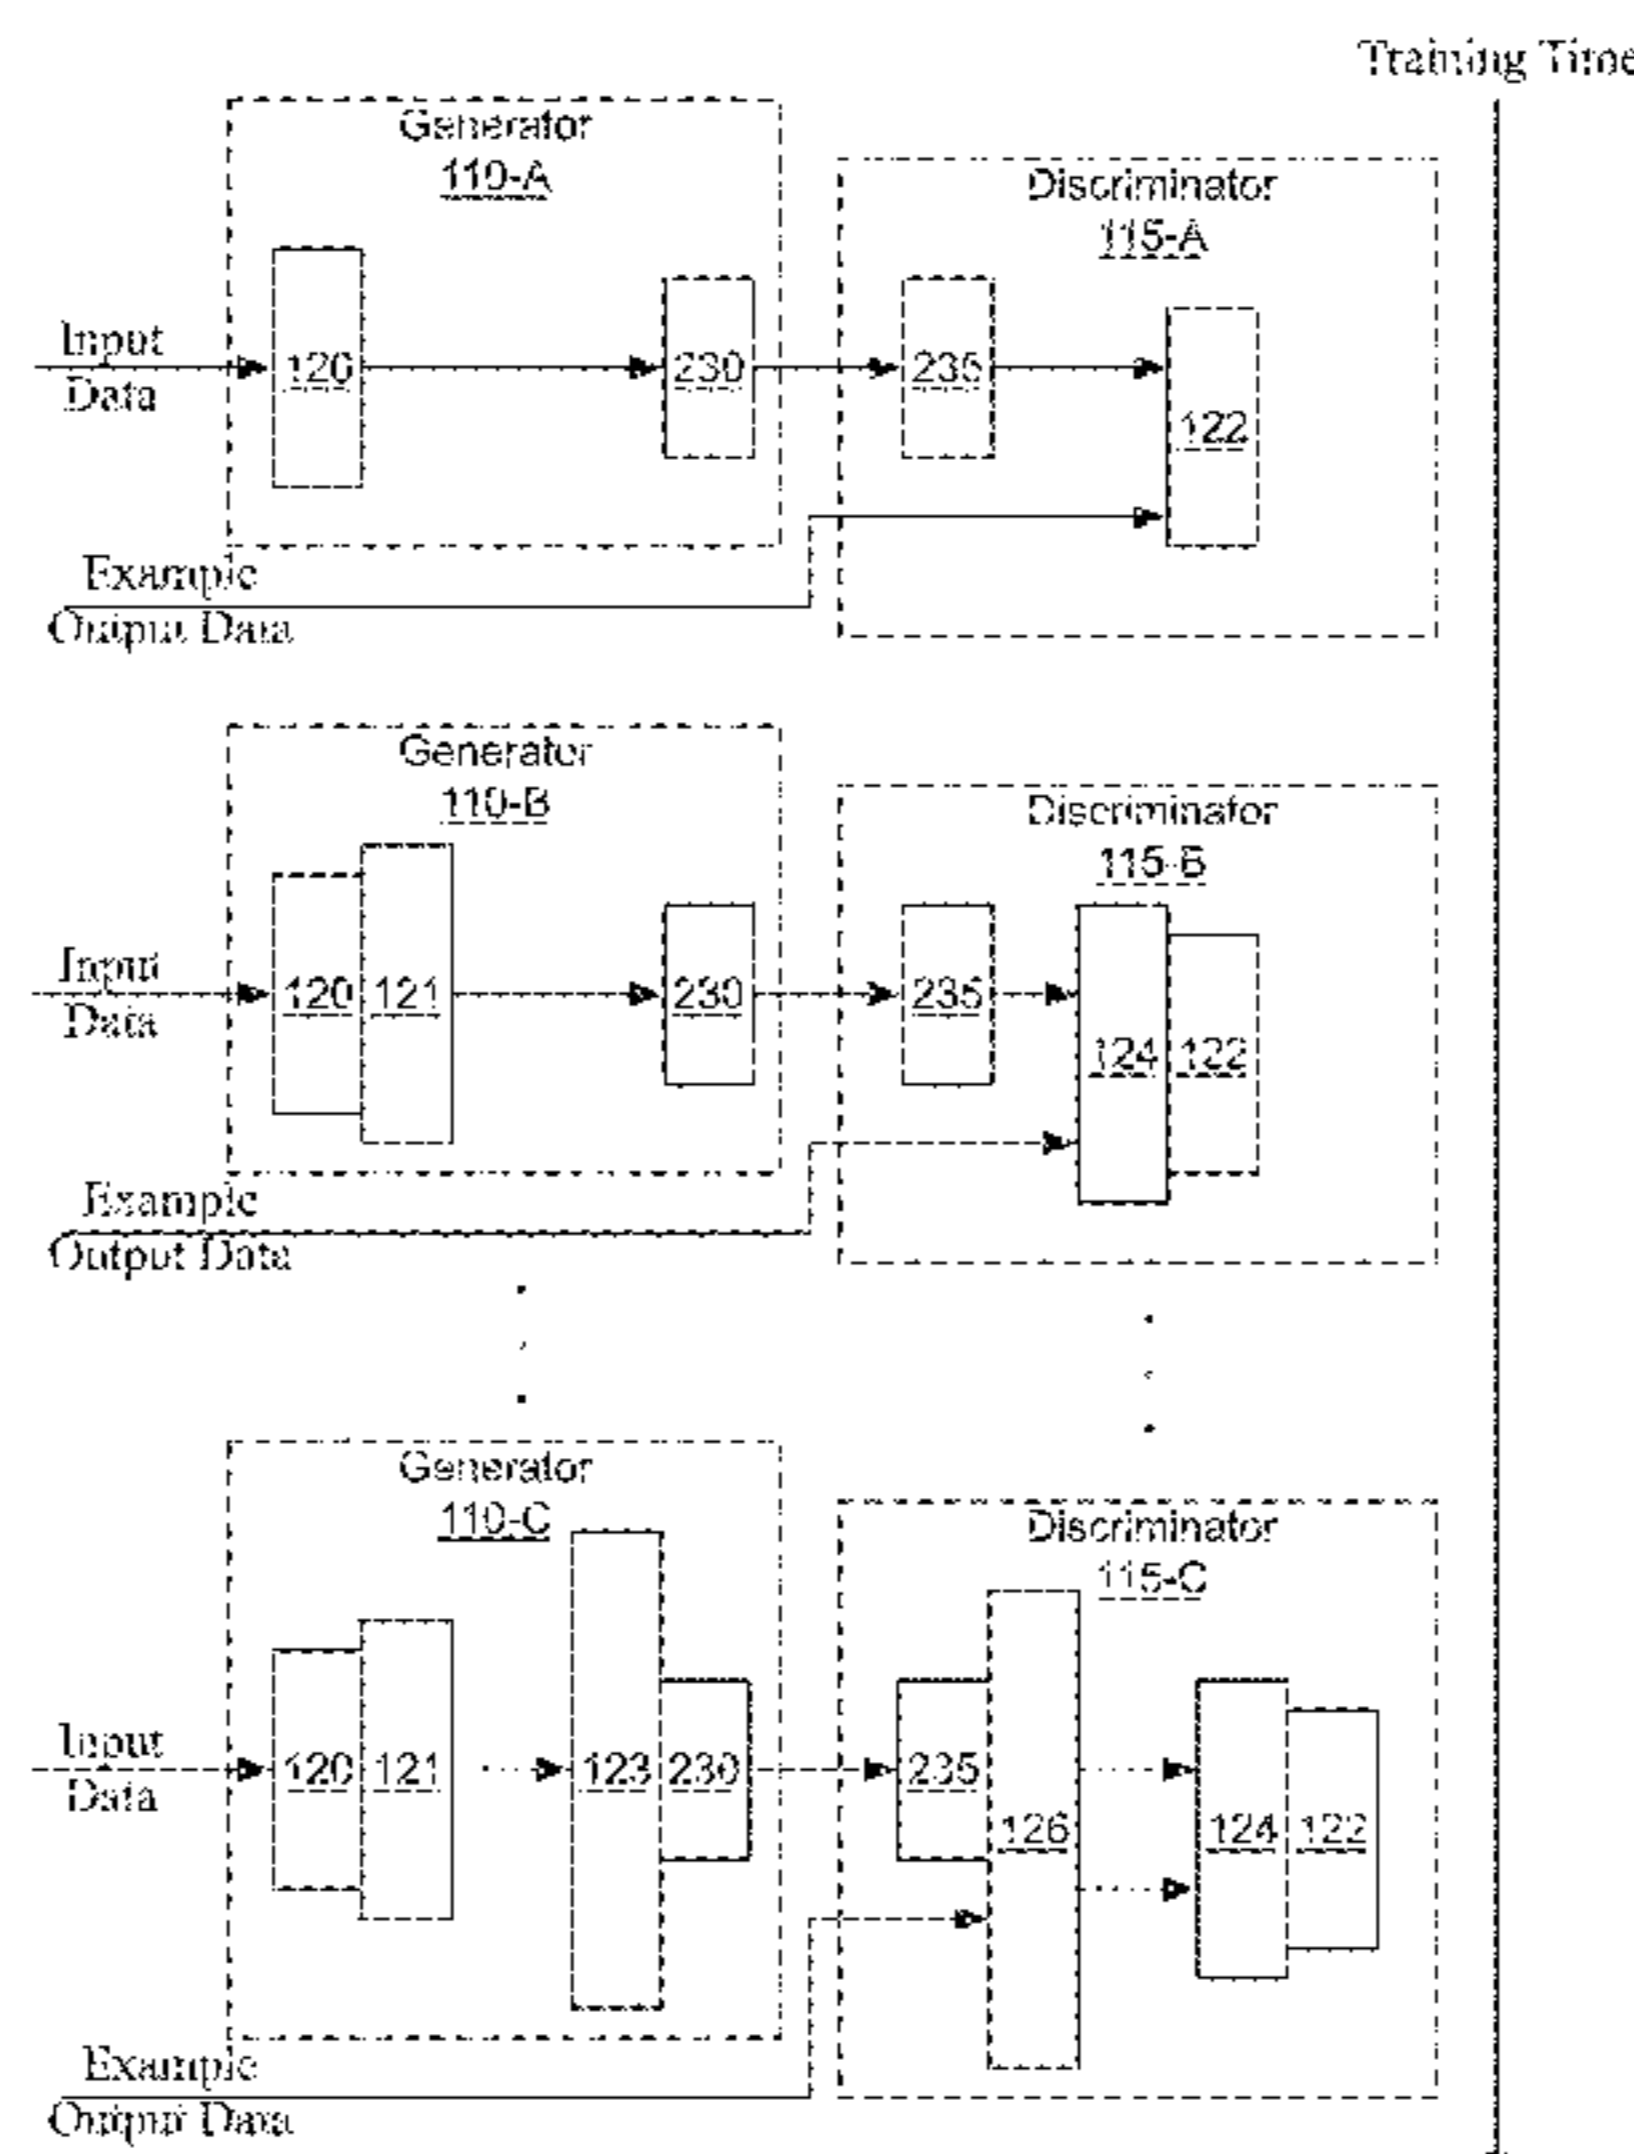 Training Time
Generator
110-A
Discriminator
115-A
Input
Data
120
230
235
122
Example
Output Data
Generator
110-B
Discriminator
115-B
Input
Data
120
121
230
235
124
122
Example
Output Data
Generator
110-C
Discriminator
115-C
Input
Data
120
121
123
230
235
126
124
122
Example
Output Data